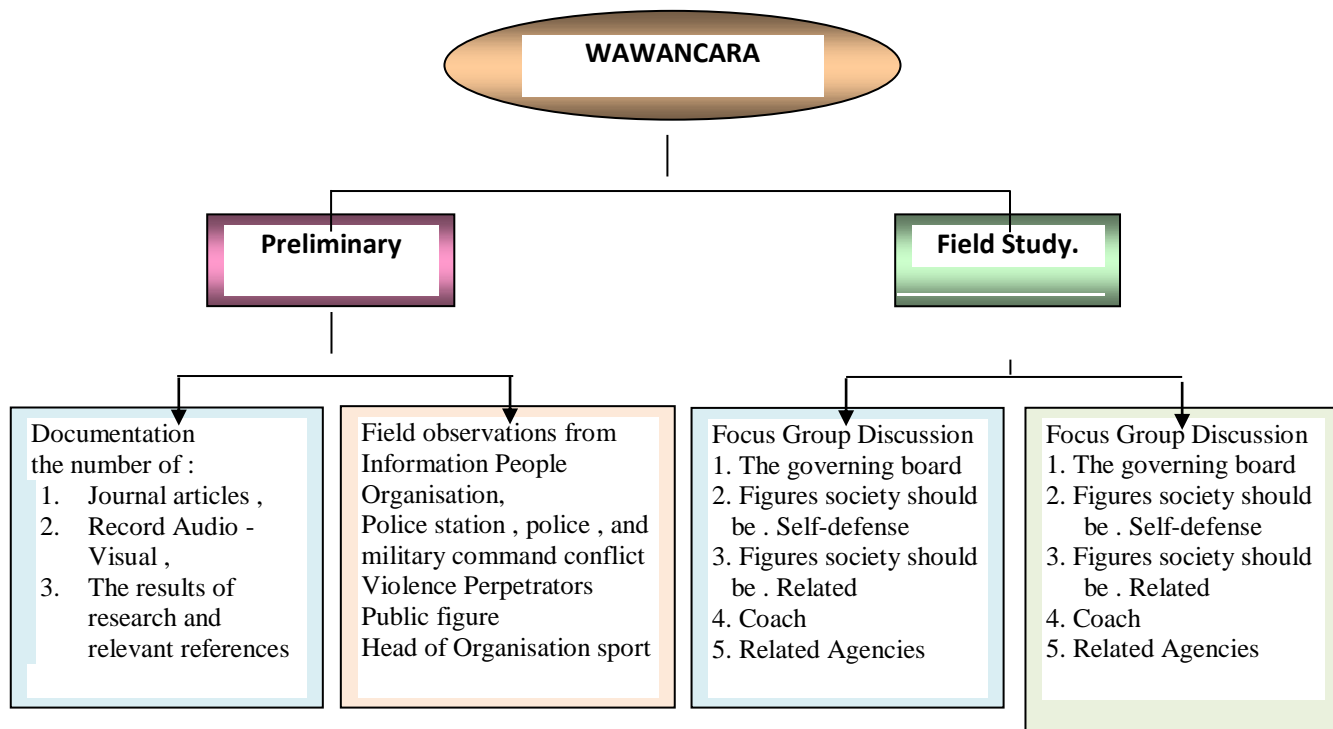 WAWANCARA
Preliminary
Field Study.
Documentation
the number of :
1. Journal articles ,
2. Record Audio -
Visual ,
3. The results of
research and
relevant references
Field observations from
Information People
Organisation,
Police station , police , and
military command conflict
Violence Perpetrators
Public figure
Head of Organisation sport
Focus Group Discussion
1. The governing board
2. Figures society should
be . Self-defense
3. Figures society should
be . Related
4. Coach
5. Related Agencies
Focus Group Discussion
1. The governing board
2. Figures society should
be . Self-defense
3. Figures society should
be . Related
4. Coach
5. Related Agencies